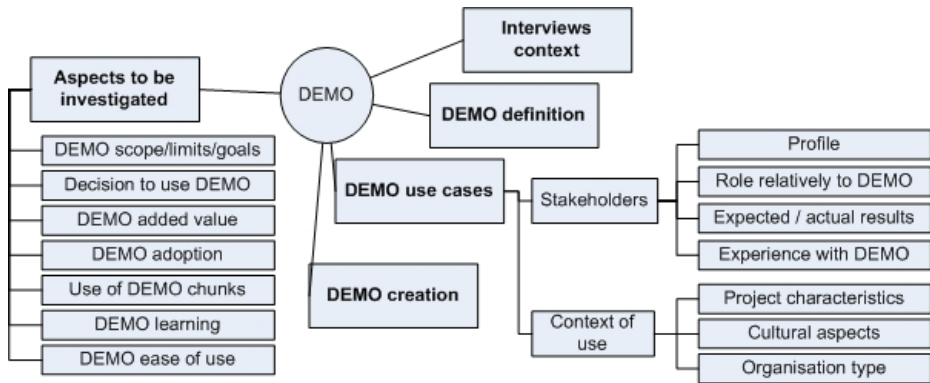 Interviews
context
Aspects to be
investigated
DEMO
DEMO definition
DEMO scope/limits/goals
Decision to use DEMO
DEMO added value
DEMO adoption
Use of DEMO chunks
DEMO learning
DEMO ease of use
DEMO use cases
DEMO creation
Stakeholders
Profile
Role relatively to DEMO
Expected / actual results
Experience with DEMO
Context of
use
Project characteristics
Cultural aspects
Organisation type